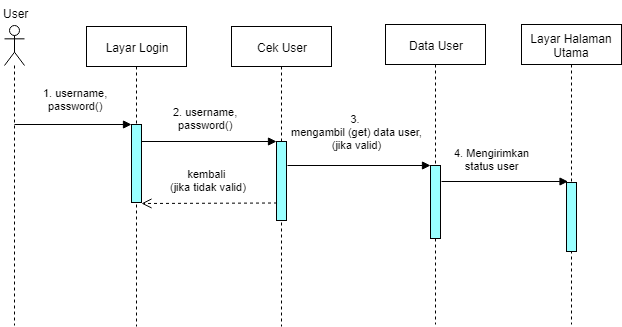 User
Layar Login
Cek User
Data User
Layar Halaman
Utama
1. username,
password()
2. username,
password()
3.
mengambil (get) data user,
(jika valid)
4. Mengirimkan
status user
kembali
(jika tidak valid)